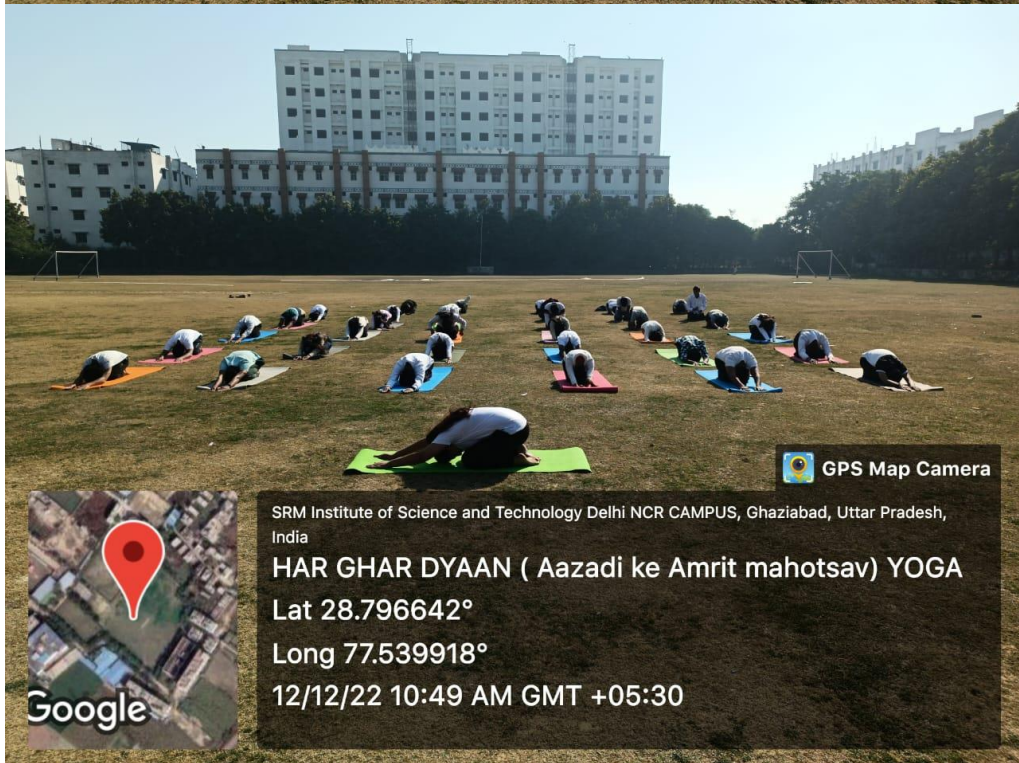 GPS Map Camera
SRM Institute of Science and Technology Delhi NCR CAMPUS, Ghaziabad, Uttar Pradesh,
India
HAR GHAR DYAAN ( Aazadi ke Amrit mahotsav) YOGA
Lat 28.796642°
Long 77.539918°
12/12/22 10:49 AM GMT +05:30
Google